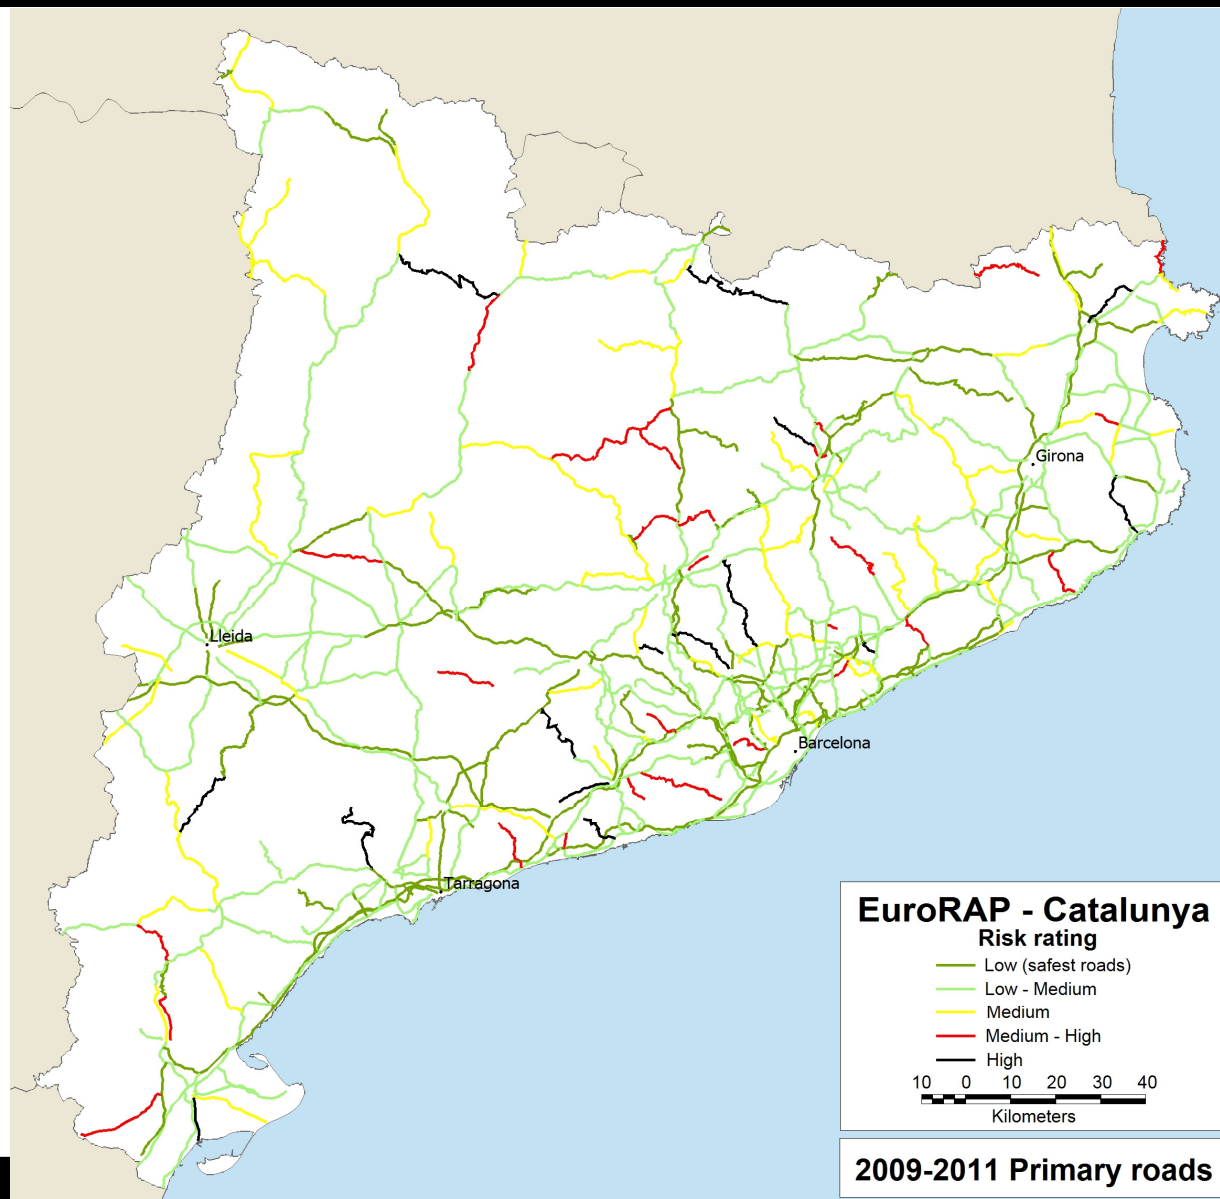 Girona
Lleida
Barcelona
Tarragona
EuroRAP - Catalunya
Risk rating
Low (safest roads)
Low - Medium
Medium
Medium - High
High
10 0 10 20 30 40
Kilometers
2009-2011 Primary roads